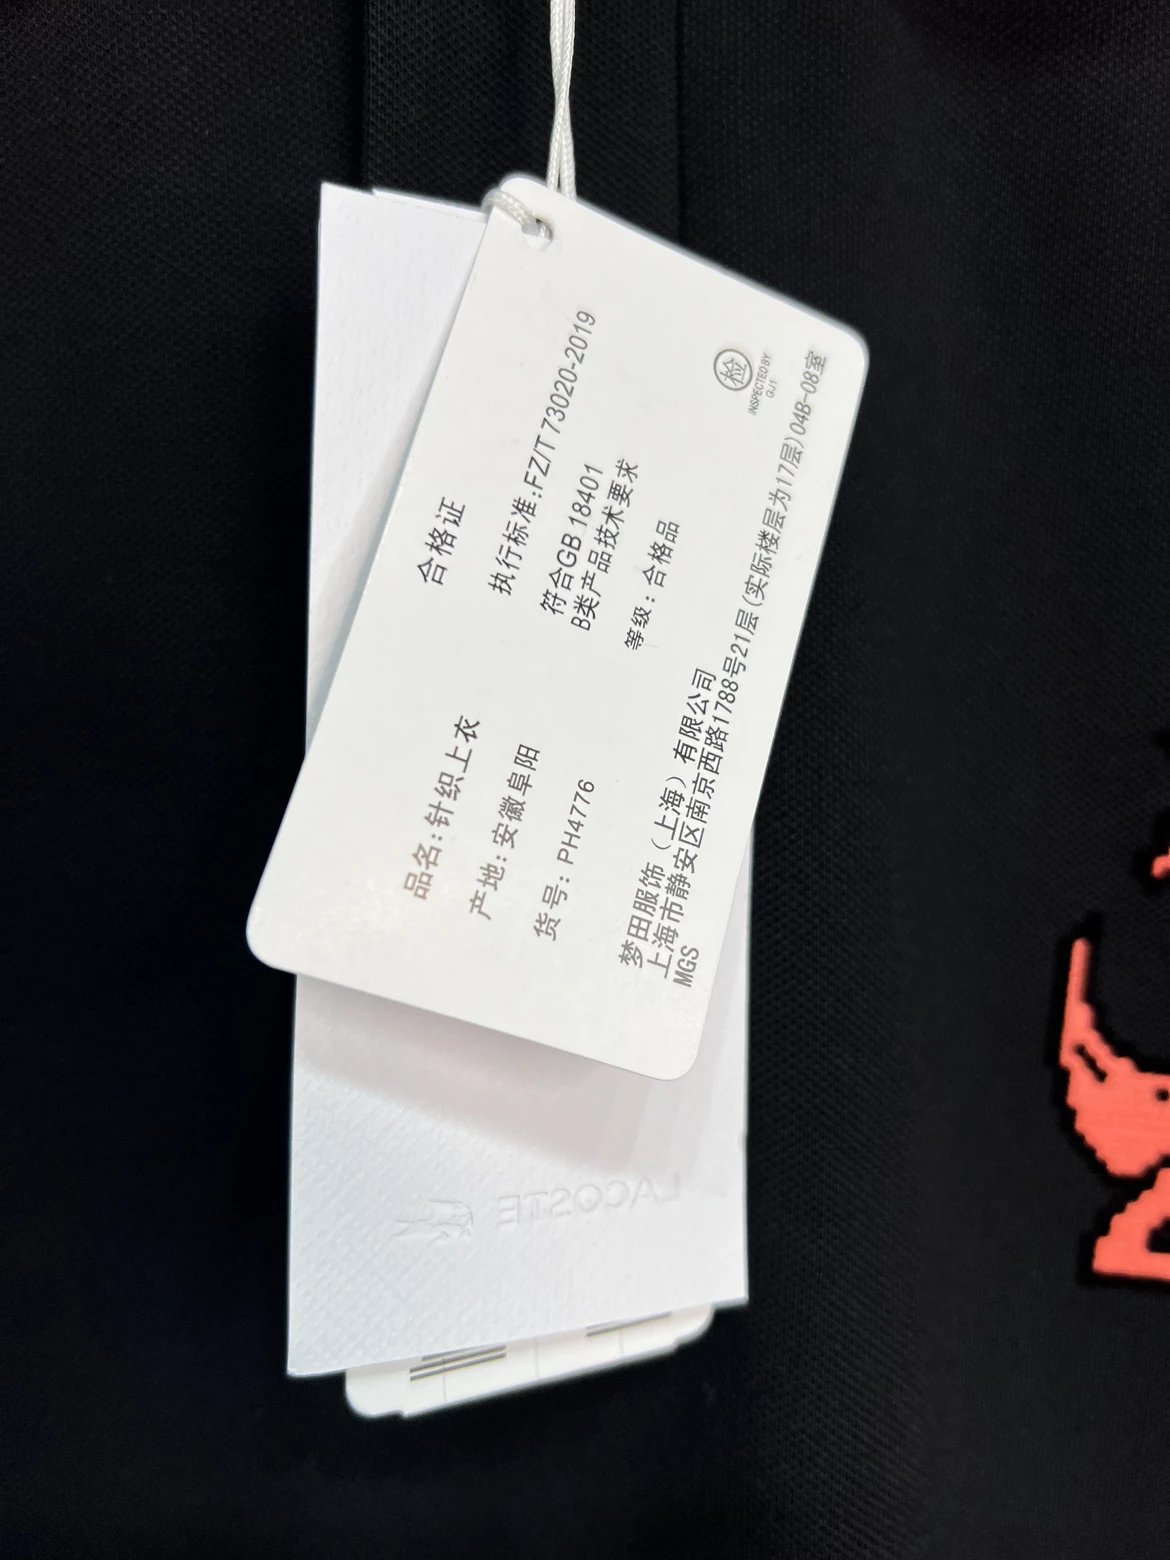 合格证
执行标准:FZ/T 73020-2019
符合GB 18401
B类产品技术要求
等级:合格品
品名:针织上衣
产地:安徽阜阳
货号:PH4776
检
INSPECTED BY
GJ1
梦田服饰(上海)有限公司
上海市静安区南京西路1788号21层(实际楼层为17层)04B-08室
MGS
LACOSTE